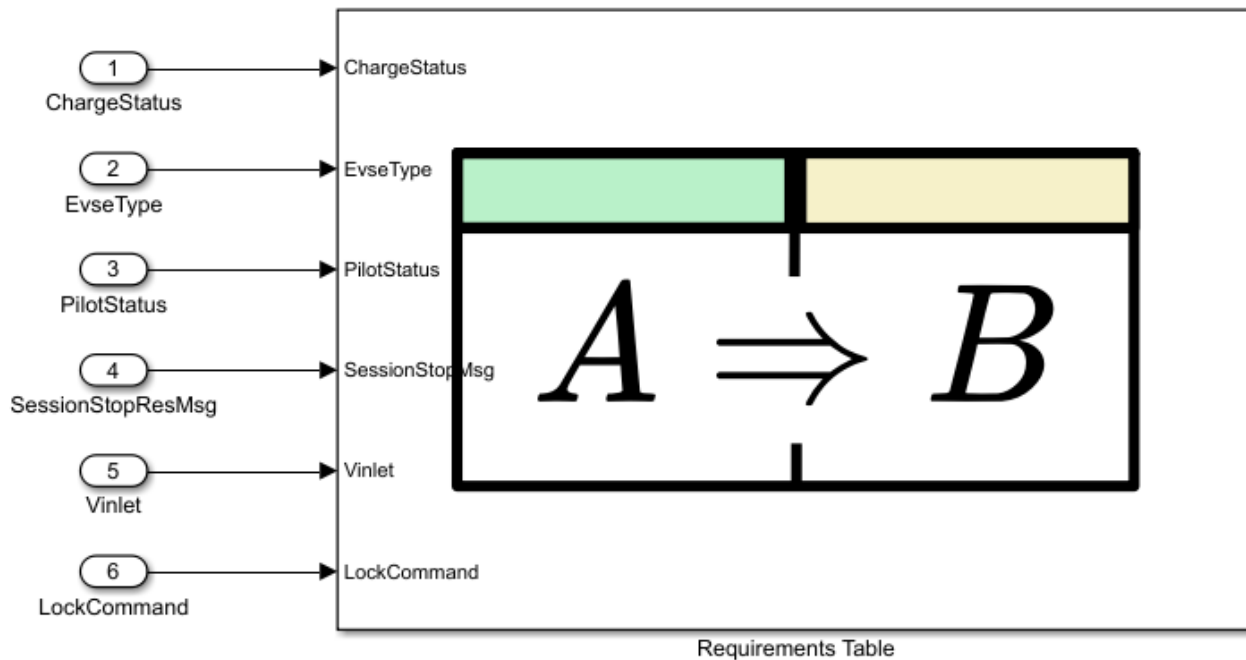 1
ChargeStatus
ChargeStatus
2
EvseType
EvseType
3
PilotStatus
PilotStatus
4
SessionStopResMsg
SessionStopMsg
5
Vinlet
Vinlet
6
LockCommand
LockCommand
A ⇒ B
Requirements Table